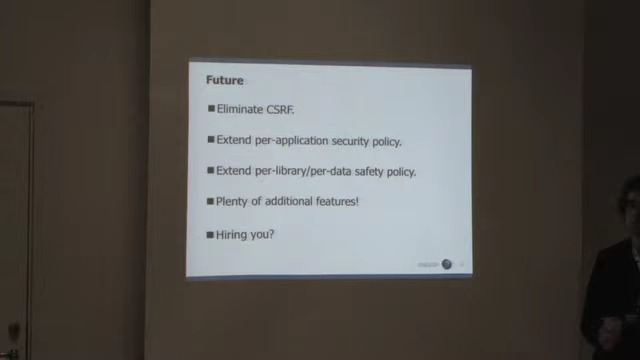 Future
Eliminate CSRF.
Extend per-application security policy.
Extend per-library/per-data safety policy.
Plenty of additional features!
Hiring you?